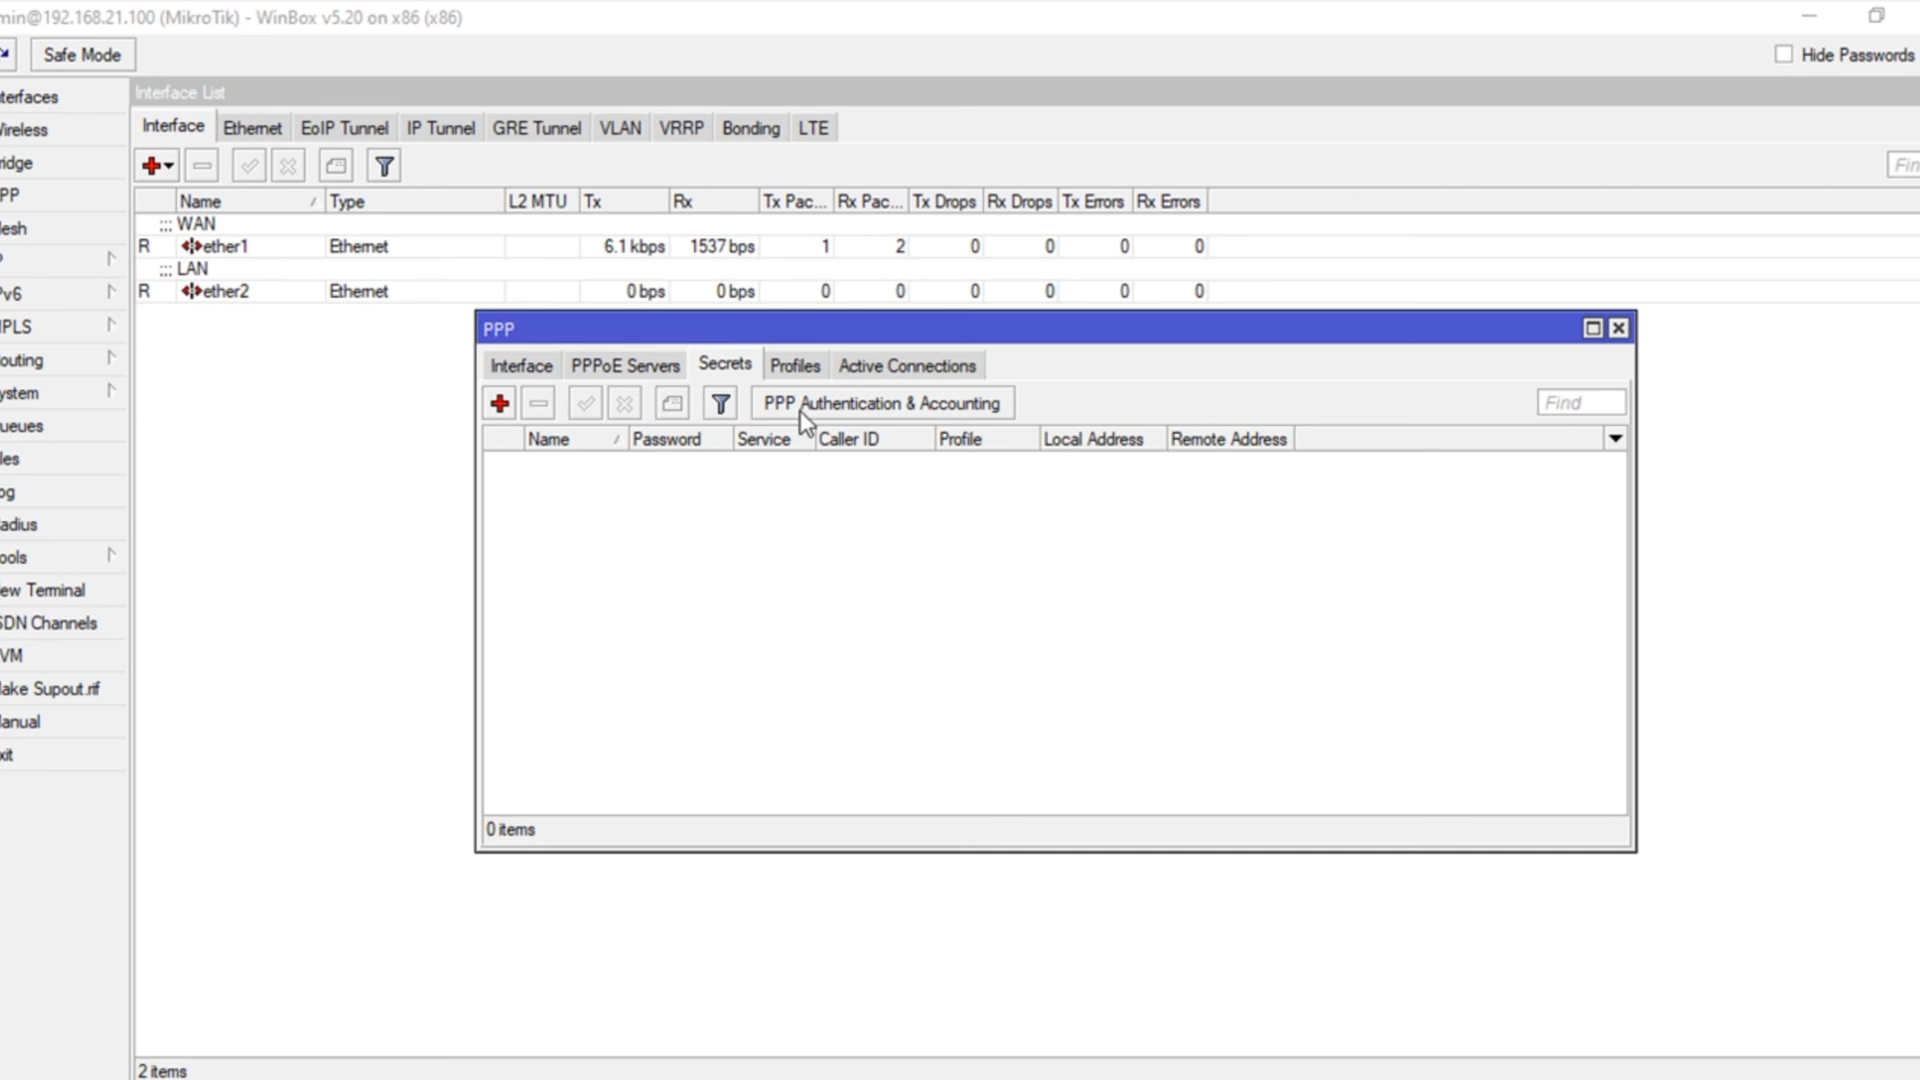 min@192.168.21.100 (MikroTik) - WinBox v5.20 on x86 (x86)
Safe Mode
Hide Passwords
terfaces
ireless
ridge
PP
esh
Pv6
IPLS
outing
ystem
ueues
les
og
adius
ools
ew Terminal
SDN Channels
VM
lake Supout.rif
lanual
xit
Interface List
Interface Ethernet EoIP Tunnel IP Tunnel GRE Tunnel VLAN VRRP Bonding LTE
Fin
Name Type L2 MTU Tx Rx Tx Pac... Rx Pac... Tx Drops Rx Drops Tx Errors Rx Errors
::: WAN
R ether1 Ethernet 6.1 kbps 1537 bps 1 2 0 0 0 0
::: LAN
R ether2 Ethernet 0 bps 0 bps 0 0 0 0 0 0
PPP
Interface PPPoE Servers Secrets Profiles Active Connections
PPP Authentication & Accounting
Find
Name Password Service Caller ID Profile Local Address Remote Address
0 items
2 items